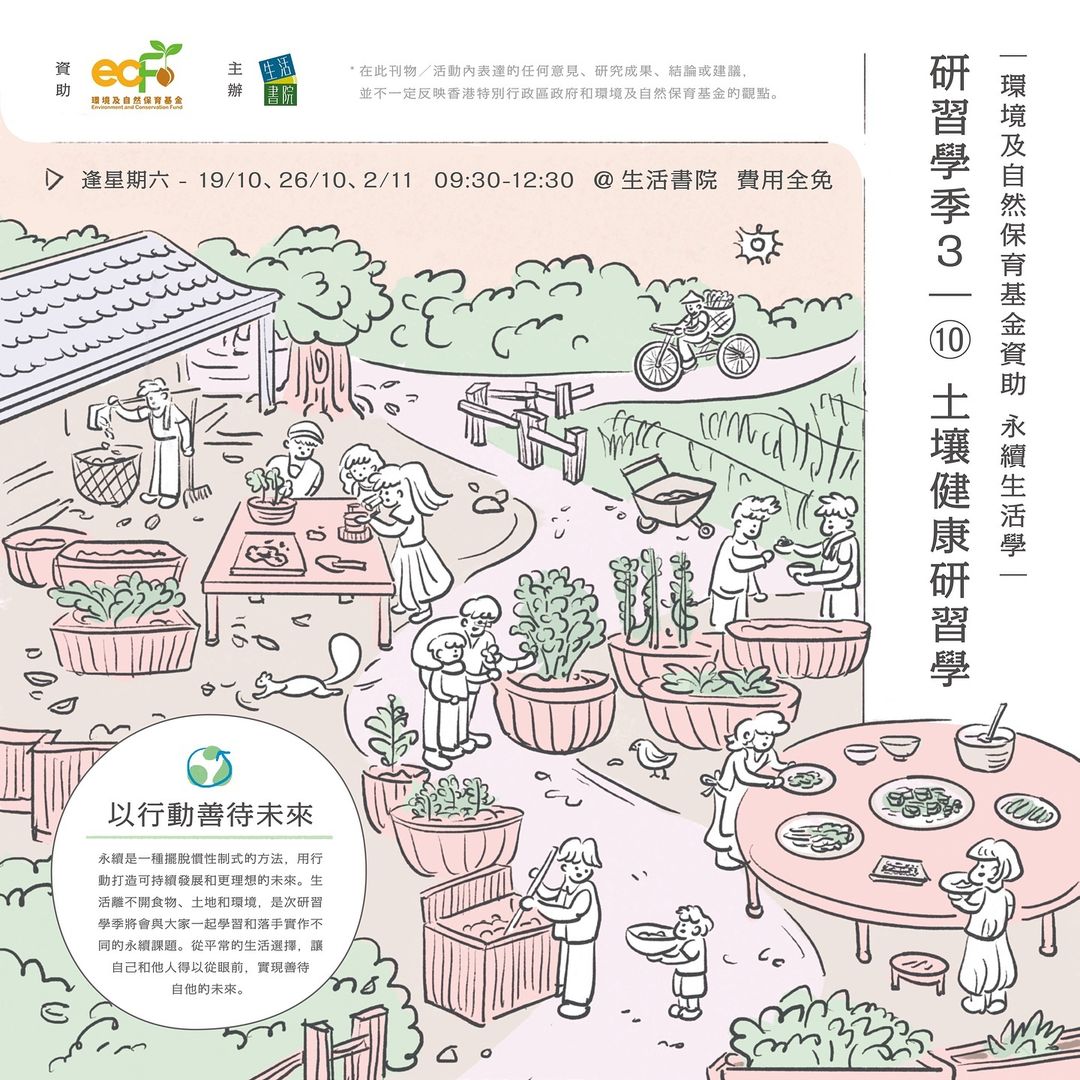 資助
ecF
環境及自然保育基金
Environment and Conservation Fund
主辦
生活書院
*在此刊物／活動內表達的任何意見、研究成果、結論或建議，
並不一定反映香港特別行政區政府和環境及自然保育基金的觀點。
逢星期六 - 19/10、26/10、2/11 09:30-12:30 @生活書院 費用全免
環境及自然保育基金資助 永續生活學
研習學季3 — ⑩ 土壤健康研習學
以行動善待未來
永續是一種擺脫慣性制式的方法，用行
動打造可持續發展和更理想的未來。生
活離不開食物、土地和環境，是次研習
學季將會與大家一起學習和落手實作不
同的永續課題。從平常的生活選擇，讓
自己和他人得以從眼前，實現善待
自他的未來。